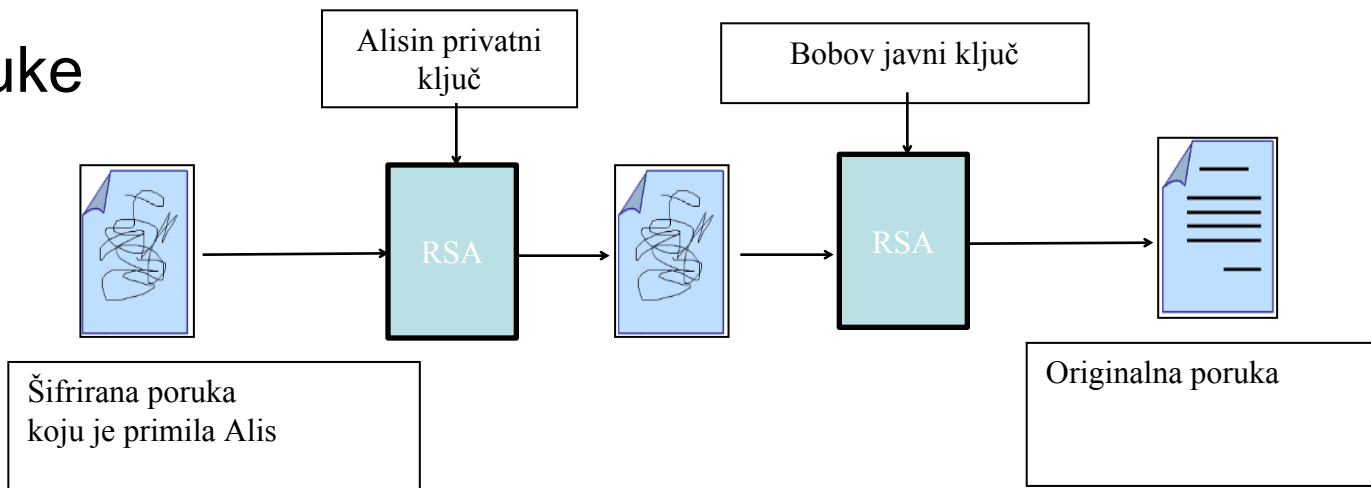 uke
Alisin privatni
ključ
Bobov javni ključ
RSA
RSA
Šifrirana poruka
koju je primila Alis
Originalna poruka